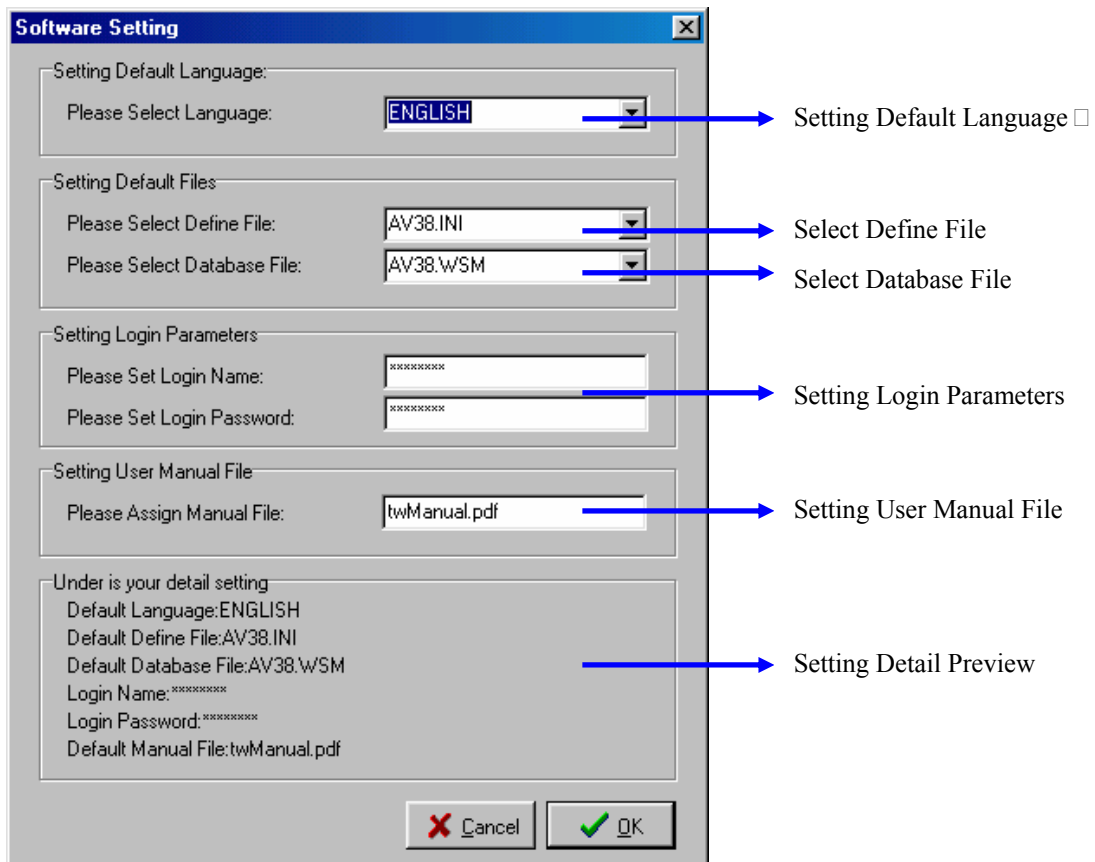 Software Setting
Setting Default Language:
Please Select Language: ENGLISH
Setting Default Language □
Setting Default Files
Please Select Define File: AV38.INI
Select Define File
Please Select Database File: AV38.WSM
Select Database File
Setting Login Parameters
Please Set Login Name: ********
Please Set Login Password: ********
Setting Login Parameters
Setting User Manual File
Please Assign Manual File: twManual.pdf
Setting User Manual File
Under is your detail setting
Default Language:ENGLISH
Default Define File:AV38.INI
Default Database File:AV38.WSM
Login Name:********
Login Password:********
Default Manual File:twManual.pdf
Setting Detail Preview
Cancel OK